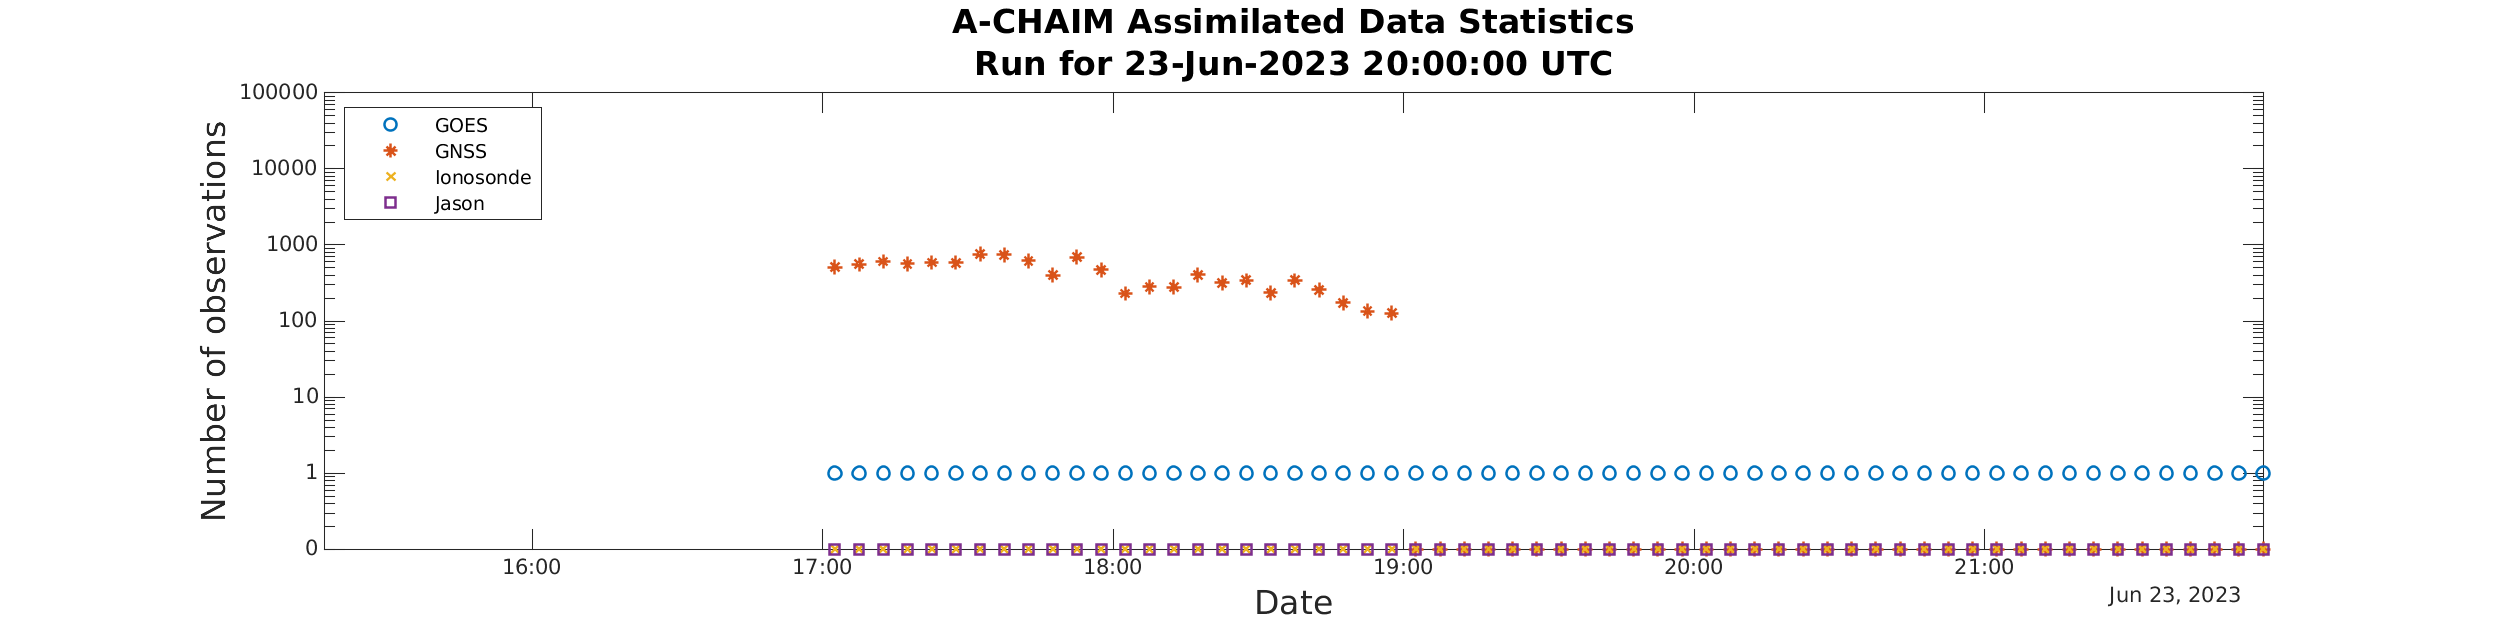 A-CHAIM Assimilated Data Statistics
Run for 23-Jun-2023 20:00:00 UTC
100000
10000
1000
100
10
1
0
Number of observations
GOES
GNSS
Ionosonde
Jason
16:00
17:00
18:00
19:00
20:00
21:00
Date
Jun 23, 2023